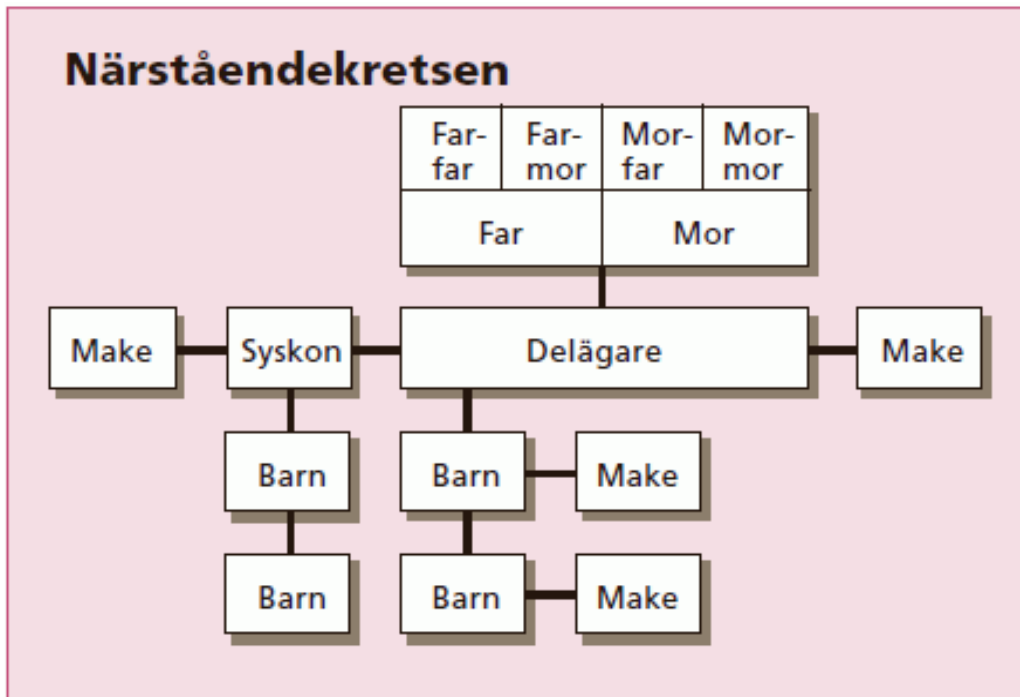 Närståendekretsen
Far- Far- Mor- Mor-
far mor far mor
Far Mor
Make Syskon Delägare Make
Barn Barn Make
Barn Barn Make